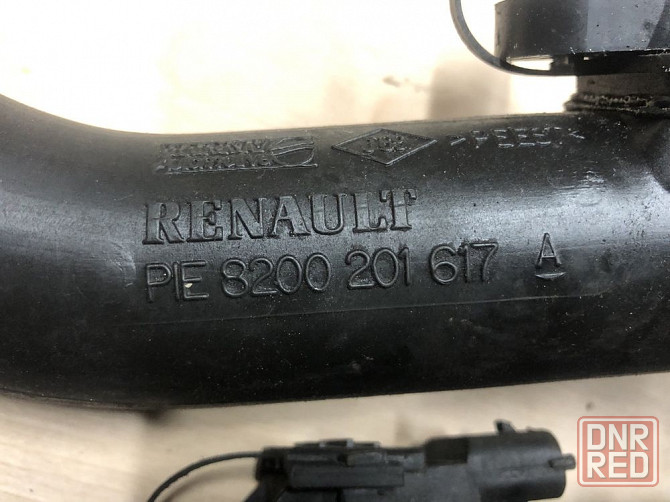 RENAULT
PIE 8200 201 617 A
DNR
RED